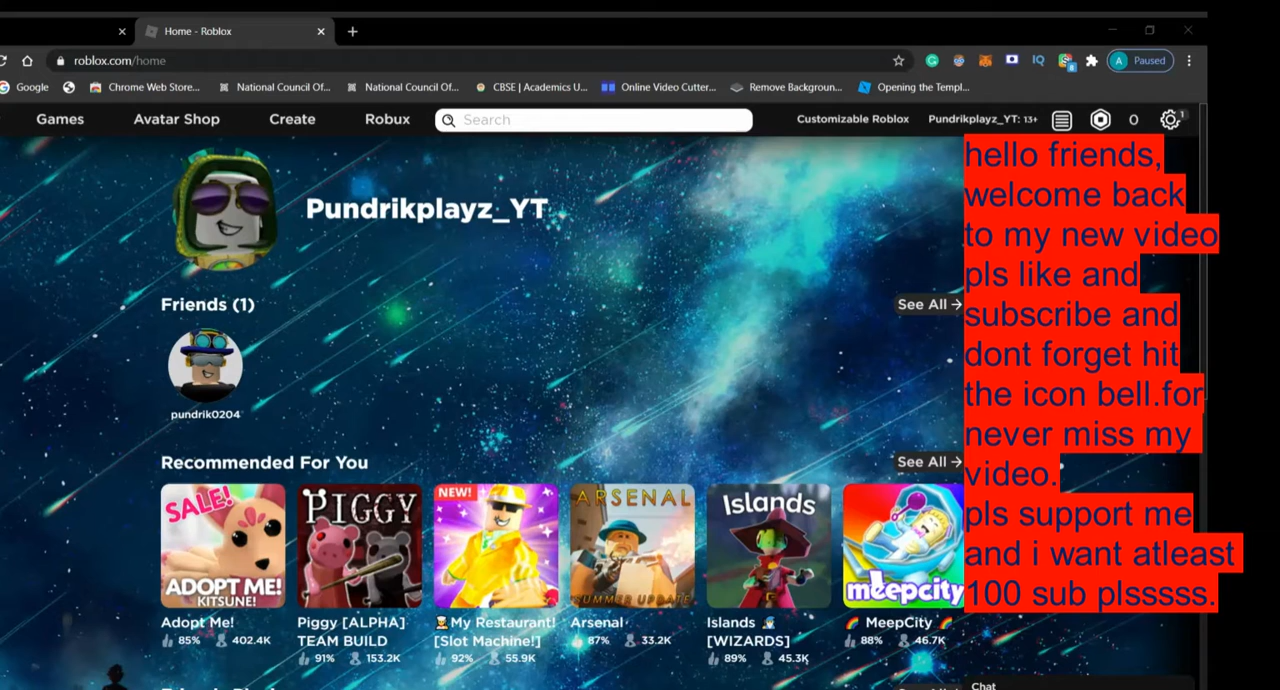 Home - Roblox
roblox.com/home
IQ
8
A Paused
Google
Chrome Web Store...
National Council Of...
National Council Of...
CBSE | Academics U...
Online Video Cutter...
Remove Backgroun...
Opening the Templ...
Games
Avatar Shop
Create
Robux
Search
Customizable Roblox
Pundrikplayz_YT: 13+
0
1
Pundrikplayz_YT
Friends (1)
See All →
pundrik0204
Recommended For You
See All →
SALE!
ADOPT ME!
KITSUNE!
PIGGY
NEW!
ARSENAL
SUMMER UPDATE
Islands
meepcity
Adopt Me!
85% 402.4K
Piggy [ALPHA]
TEAM BUILD
91% 153.2K
My Restaurant!
[Slot Machine!]
92% 55.9K
Arsenal
87% 33.2K
Islands
[WIZARDS]
89% 45.3K
MeepCity
88% 46.7K
Chat
hello friends,
welcome back
to my new video
pls like and
subscribe and
dont forget hit
the icon bell.for
never miss my
video.
pls support me
and i want atleast
100 sub plsssss.